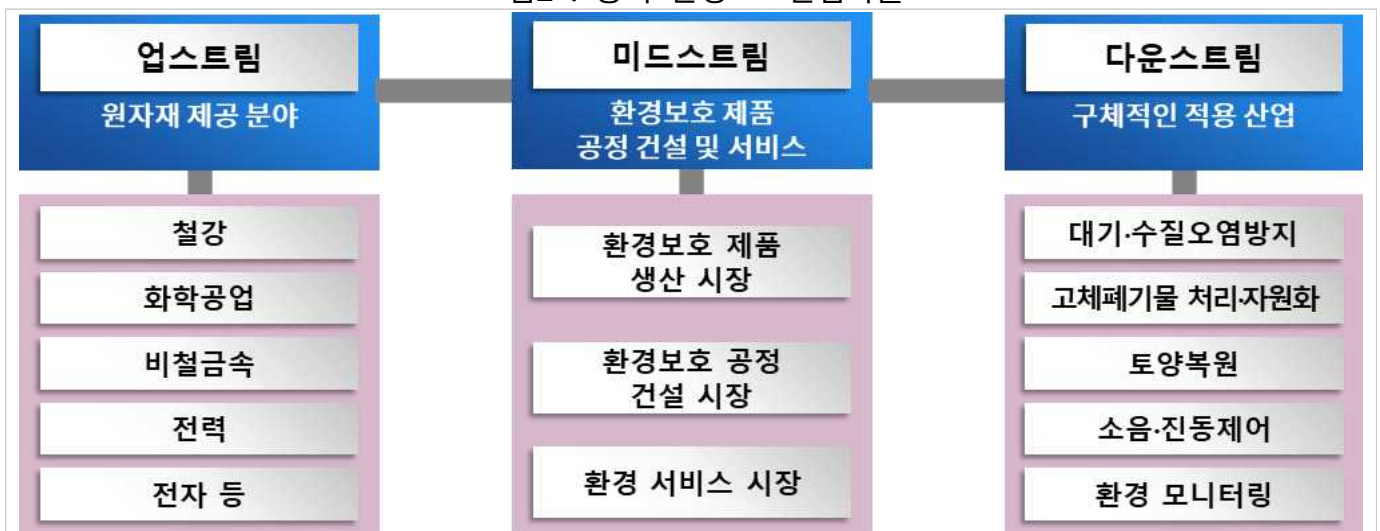 업스트림
원자재 제공 분야
철강
화학공업
비철금속
전력
전자 등
미드스트림
환경보호 제품
공정 건설 및 서비스
환경보호 제품
생산 시장
환경보호 공정
건설 시장
환경 서비스 시장
다운스트림
구체적인 적용 산업
대기·수질오염방지
고체폐기물 처리·자원화
토양복원
소음·진동제어
환경 모니터링